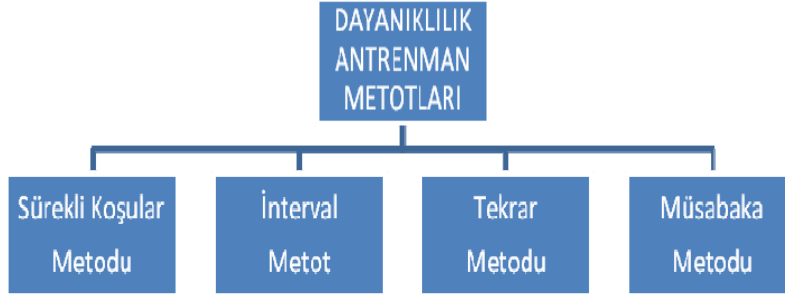 DAYANIKLILIK
ANTRENMAN
METOTLARI
Sürekli Koşular
Metodu
İnterval
Metot
Tekrar
Metodu
Müsabaka
Metodu